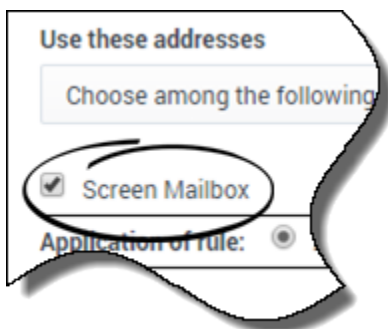 Use these addresses
Choose among the following
Screen Mailbox
Application of rule: